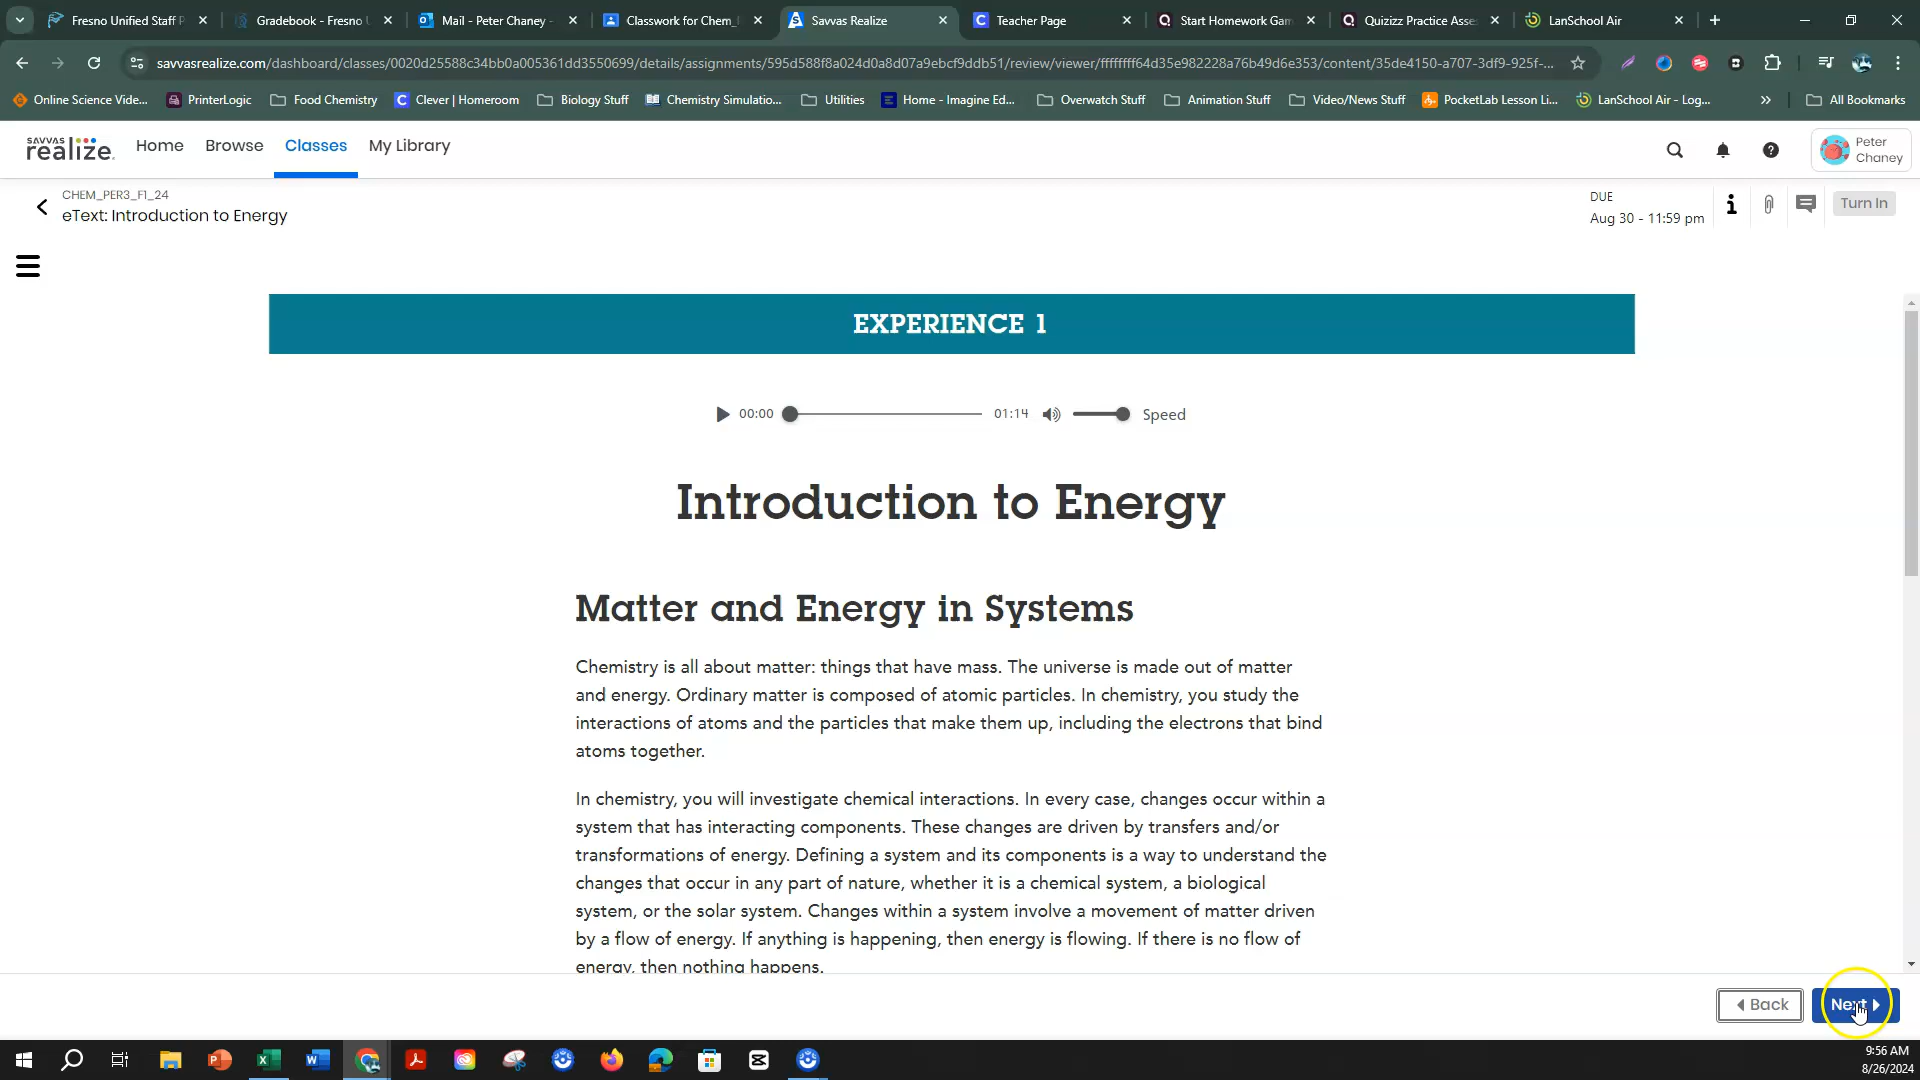 Fresno Unified Staff P
Gradebook - Fresno U
Mail - Peter Chaney -
Classwork for Chem_
Savvas Realize
Teacher Page
Start Homework Gam
Quizizz Practice Asse
LanSchool Air
savvasrealize.com/dashboard/classes/0020d25588c34bb0a005361dd3550699/details/assignments/595d588f8a024d0a8d07a9ebcf9ddb51/review/viewer/ffffffff64d35e982228a76b49d6e353/content/35de4150-a707-3df9-925f-...
Online Science Vide...
PrinterLogic
Food Chemistry
Clever | Homeroom
Biology Stuff
Chemistry Simulatio...
Utilities
Home - Imagine Ed...
Overwatch Stuff
Animation Stuff
Video/News Stuff
PocketLab Lesson Li...
LanSchool Air - Log...
All Bookmarks
SAVVAS
realize.
Home
Browse
Classes
My Library
Peter
Chaney
CHEM_PER3_F1_24
eText: Introduction to Energy
DUE
Aug 30 - 11:59 pm
Turn In
EXPERIENCE 1
00:00
01:14
Speed
Introduction to Energy
Matter and Energy in Systems
Chemistry is all about matter: things that have mass. The universe is made out of matter
and energy. Ordinary matter is composed of atomic particles. In chemistry, you study the
interactions of atoms and the particles that make them up, including the electrons that bind
atoms together.
In chemistry, you will investigate chemical interactions. In every case, changes occur within a
system that has interacting components. These changes are driven by transfers and/or
transformations of energy. Defining a system and its components is a way to understand the
changes that occur in any part of nature, whether it is a chemical system, a biological
system, or the solar system. Changes within a system involve a movement of matter driven
by a flow of energy. If anything is happening, then energy is flowing. If there is no flow of
energy, then nothing happens.
Back
Next
9:56 AM
8/26/2024